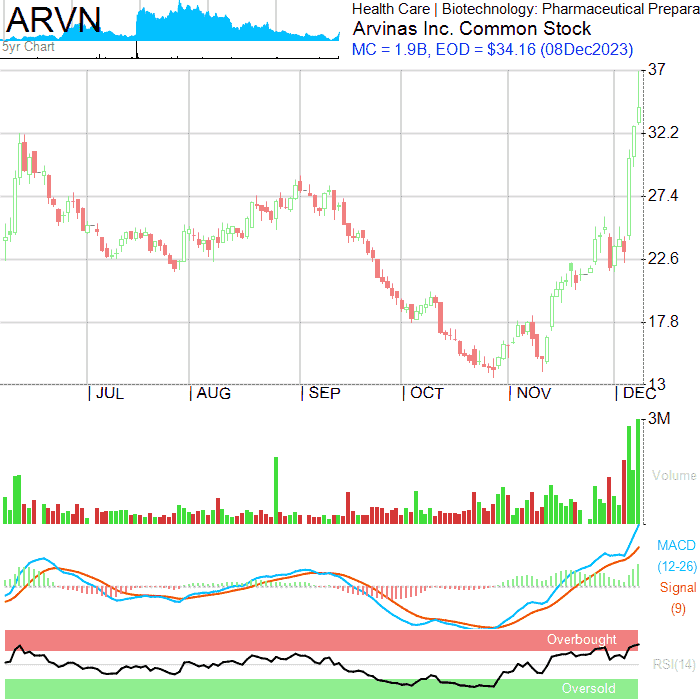 ARVN
5yr Chart
Health Care | Biotechnology: Pharmaceutical Prepara
Arvinas Inc. Common Stock
MC = 1.9B, EOD = $34.16 (08Dec2023)
37
32.2
27.4
22.6
17.8
13
JUL
AUG
SEP
OCT
NOV
DEC
3M
Volume
MACD
(12-26)
Signal
(9)
Overbought
RSI(14)
Oversold